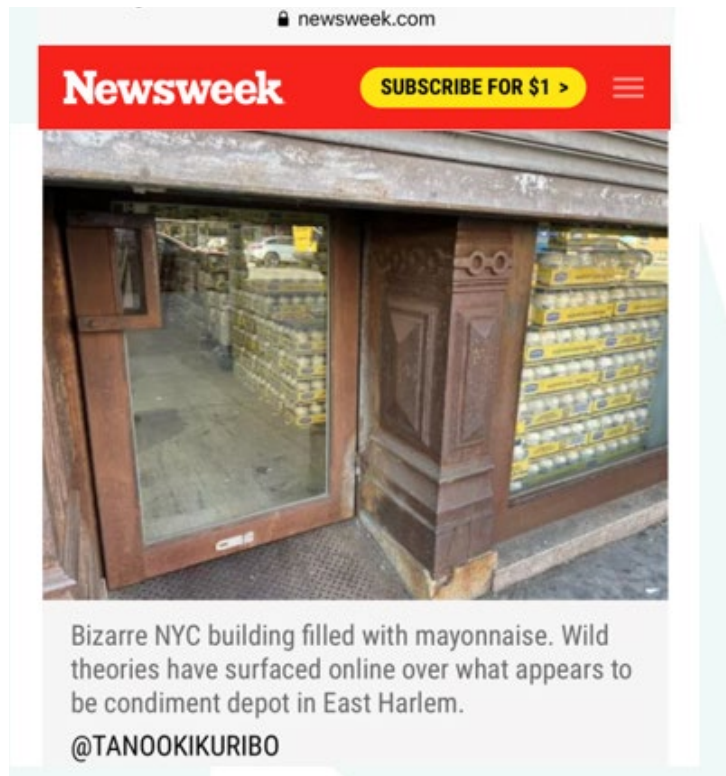 newsweek.com
Newsweek
SUBSCRIBE FOR $1 >
Bizarre NYC building filled with mayonnaise. Wild
theories have surfaced online over what appears to
be condiment depot in East Harlem.
@TANOOKIKURIBO